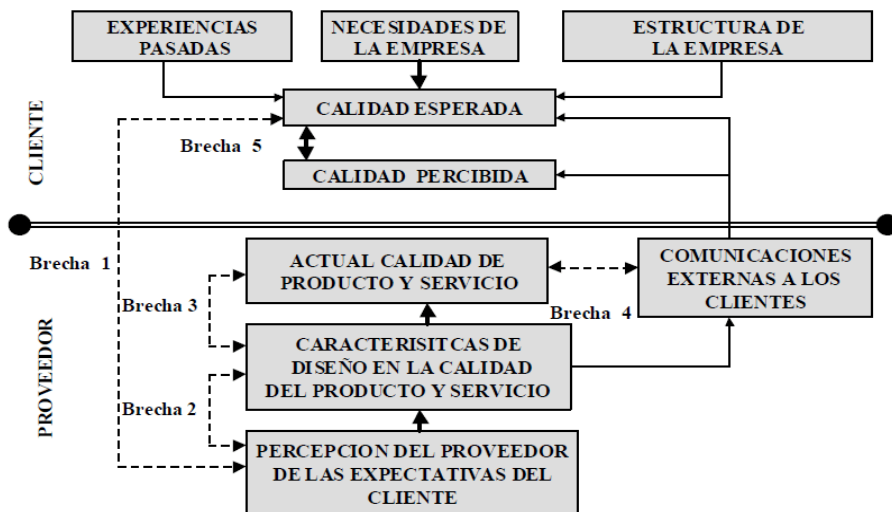 EXPERIENCIAS
PASADAS
NECESIDADES DE
LA EMPRESA
ESTRUCTURA DE
LA EMPRESA
CALIDAD ESPERADA
Brecha 5
CALIDAD PERCIBIDA
CLIENTE
Brecha 1
ACTUAL CALIDAD DE
PRODUCTO Y SERVICIO
COMUNICACIONES
EXTERNAS A LOS
CLIENTES
Brecha 3
Brecha 4
CARACTERISITCAS DE
DISEÑO EN LA CALIDAD
DEL PRODUCTO Y SERVICIO
Brecha 2
PROVEEDOR
PERCEPCION DEL PROVEEDOR
DE LAS EXPECTATIVAS DEL
CLIENTE